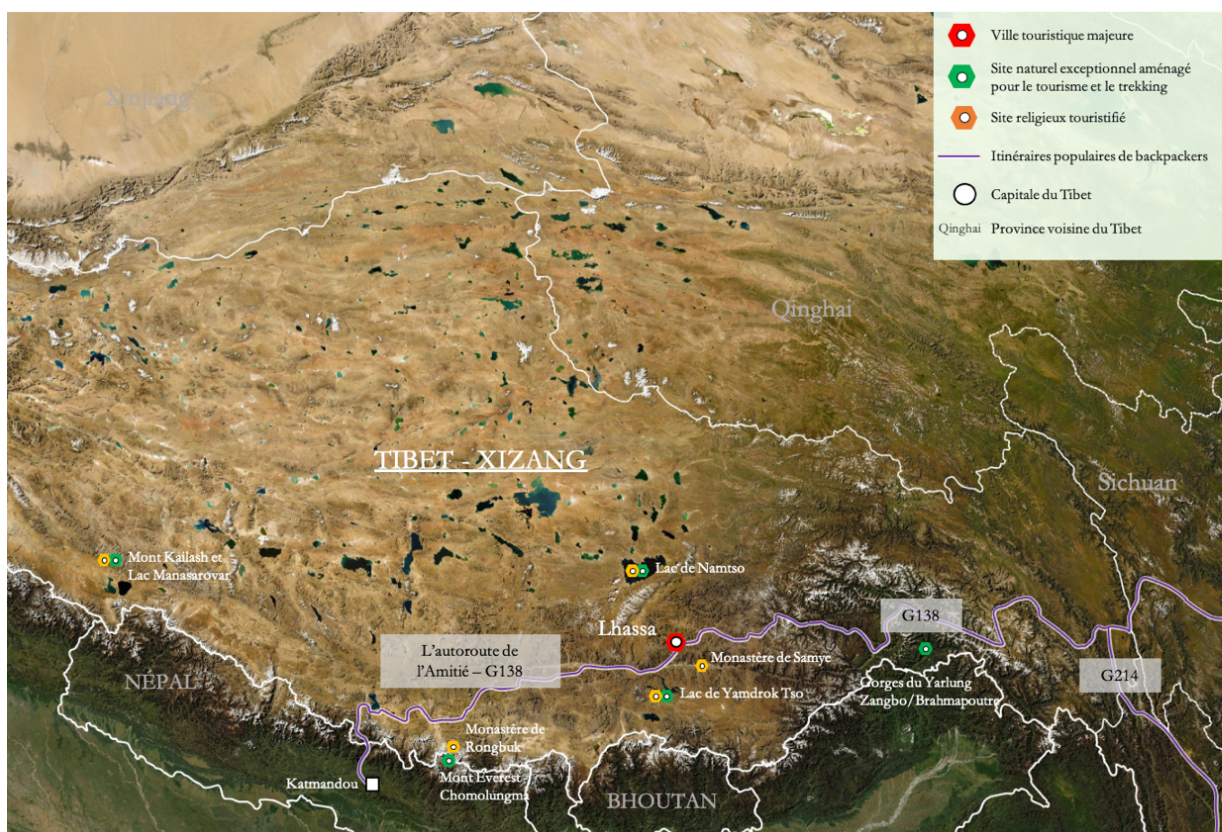 Ville touristique majeure
Site naturel exceptionnel aménagé
pour le tourisme et le trekking
Site religieux touristifié
Itinéraires populaires de backpackers
Capitale du Tibet
Qinghai Province voisine du Tibet
Xinjiang
Qinghai
TIBET - XIZANG
Sichuan
Mont Kailash et
Lac Manasarovar
Lac de Namtso
Lhassa
G138
L'autoroute de
l'Amitié – G138
Monastère de Samye
G214
NÉPAL
Lac de Yamdrok Tso
Gorges du Yarlung
Zangbo/Brahmapoutre
Monastère de
Rongbuk
Katmandou
Mont Everest
Chomolungma
BHOUTAN